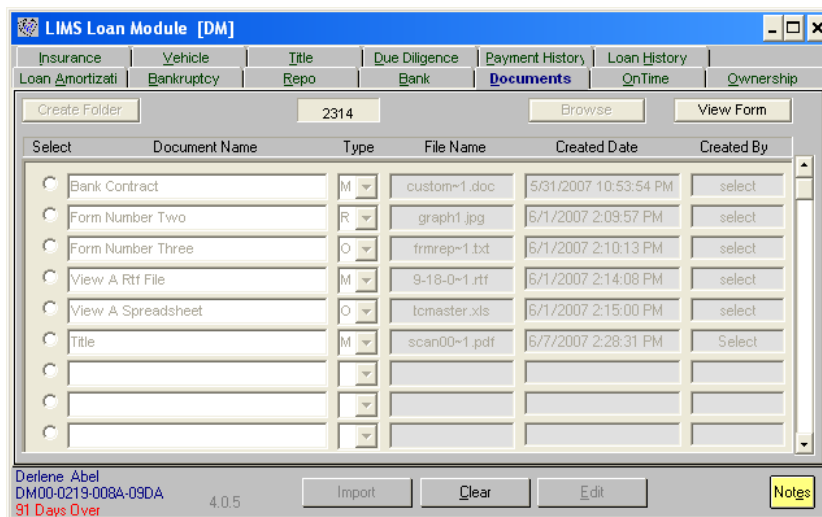 LIMS Loan Module [DM]
Insurance Vehicle Title Due Diligence Payment History Loan History
Loan Amortizati Bankruptcy Repo Bank Documents OnTime Ownership
Create Folder 2314 Browse View Form
Select Document Name Type File Name Created Date Created By
Bank Contract M custom~1.doc 5/31/2007 10:53:54 PM select
Form Number Two R graph1.jpg 6/1/2007 2:09:57 PM select
Form Number Three O frmrep~1.txt 6/1/2007 2:10:13 PM select
View A Rtf File M 9-18-0~1.rtf 6/1/2007 2:14:08 PM select
View A Spreadsheet O tcmaster.xls 6/1/2007 2:15:00 PM select
Title M scan00~1.pdf 6/7/2007 2:28:31 PM Select
Derlene Abel
DM00-0219-008A-09DA 4.0.5 Import Clear Edit Notes
91 Days Over